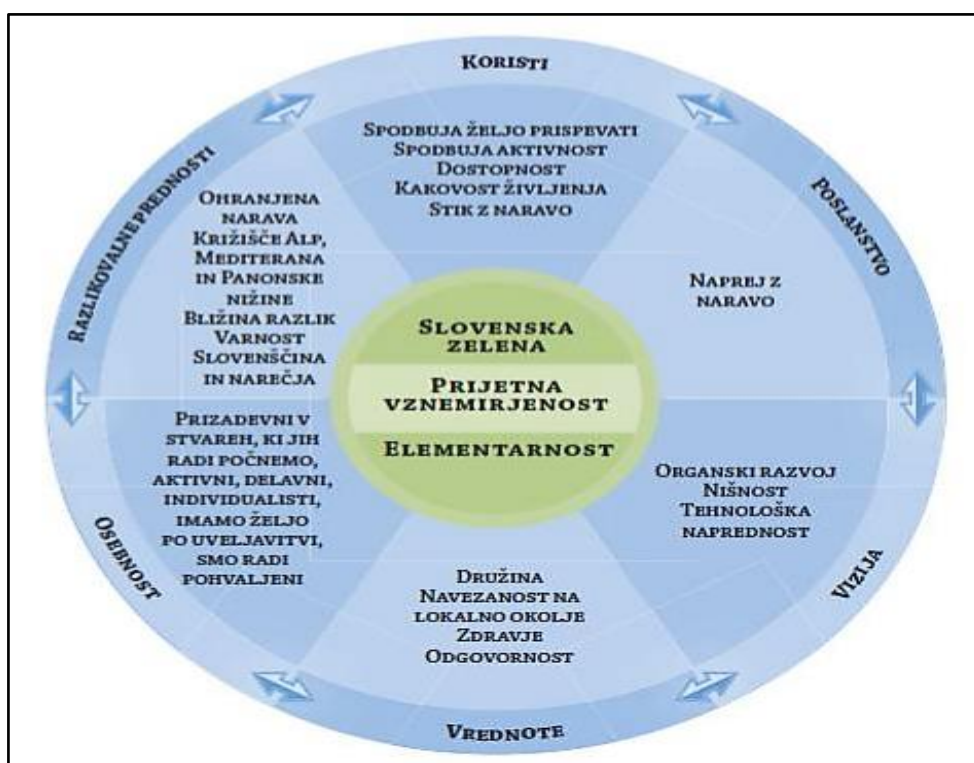 KORISTI
SPODBUJA ŽELJO PRISPEVATI
SPODBUJA AKTIVNOST
DOSTOPNOST
KAKOVOST ŽIVLJENJA
STIK Z NARAVO
POSLANSTVO
NAPREJ Z
NARAVO
VIZIJA
ORGANSKI RAZVOJ
NIŠNOST
TEHNOLOŠKA
NAPREDNOST
VREDNOTE
DRUŽINA
NAVEZANOST NA
LOKALNO OKOLJE
ZDRAVJE
ODGOVORNOST
OSEBNOST
PRIZADEVNI V
STVAREH, KI JIH
RADI POČNEMO,
AKTIVNI, DELAVNI,
INDIVIDUALISTI,
IMAMO ŽELJO
PO UVELJAVITVI,
SMO RADI
POHVALJENI
RAZLIKOVALNE PREDNOSTI
OHRANJENA
NARAVA
KRIŽIŠČE ALP,
MEDITERANA
IN PANONSKE
NIŽINE
BLIŽINA RAZLIK
VARNOST
SLOVENŠČINA
IN NAREČJA
SLOVENSKA
ZELENA
PRIJETNA
VZNEMIRJENOST
ELEMENTARNOST